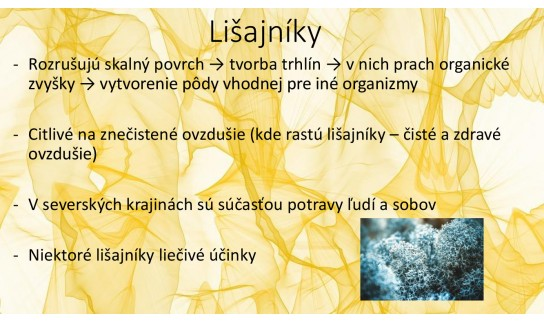 Lišajníky
- Rozrušujú skalný povrch → tvorba trhlín → v nich prach organické
zvyšky → vytvorenie pôdy vhodnej pre iné organizmy
- Citlivé na znečistené ovzdušie (kde rastú lišajníky – čisté a zdravé
ovzdušie)
- V severských krajinách sú súčasťou potravy ľudí a sobov
- Niektoré lišajníky liečivé účinky